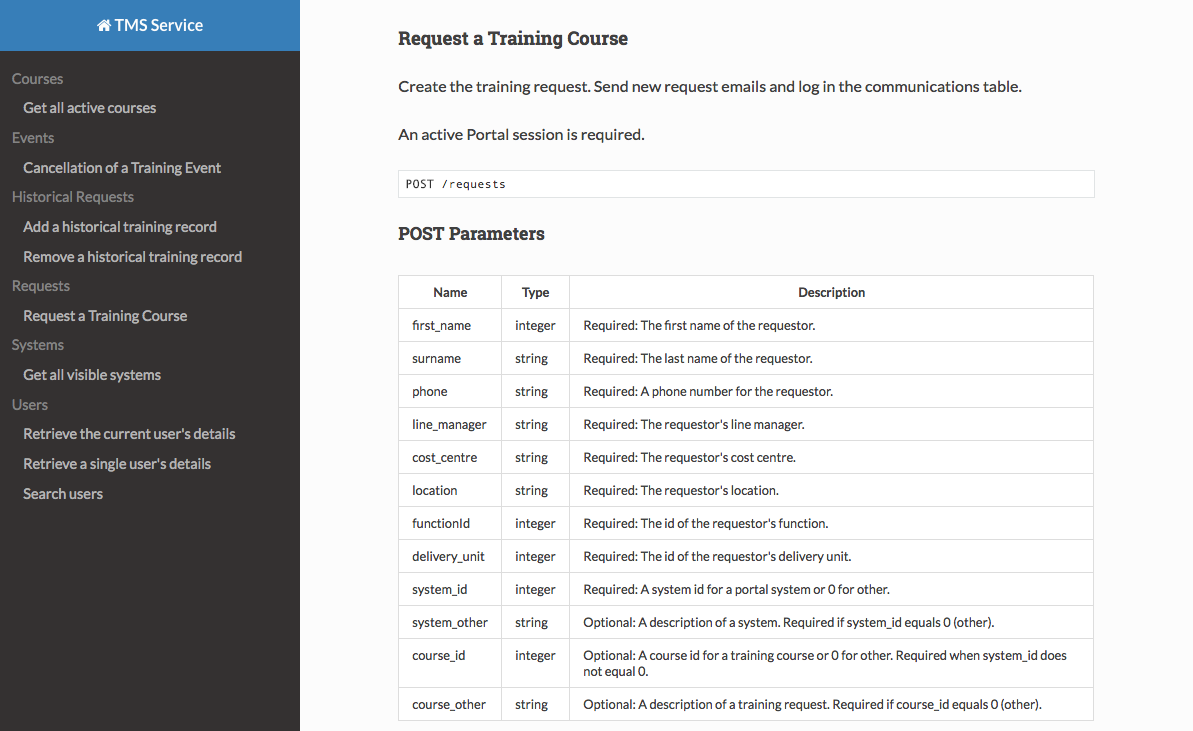 TMS Service
Courses
Get all active courses
Events
Cancellation of a Training Event
Historical Requests
Add a historical training record
Remove a historical training record
Requests
Request a Training Course
Systems
Get all visible systems
Users
Retrieve the current user's details
Retrieve a single user's details
Search users
Request a Training Course
Create the training request. Send new request emails and log in the communications table.
An active Portal session is required.
POST /requests
POST Parameters
Name Type Description
first_name integer Required: The first name of the requestor.
surname string Required: The last name of the requestor.
phone string Required: A phone number for the requestor.
line_manager string Required: The requestor's line manager.
cost_centre string Required: The requestor's cost centre.
location string Required: The requestor's location.
functionId integer Required: The id of the requestor's function.
delivery_unit integer Required: The id of the requestor's delivery unit.
system_id integer Required: A system id for a portal system or 0 for other.
system_other string Optional: A description of a system. Required if system_id equals 0 (other).
course_id integer Optional: A course id for a training course or 0 for other. Required when system_id does
not equal 0.
course_other string Optional: A description of a training request. Required if course_id equals 0 (other).